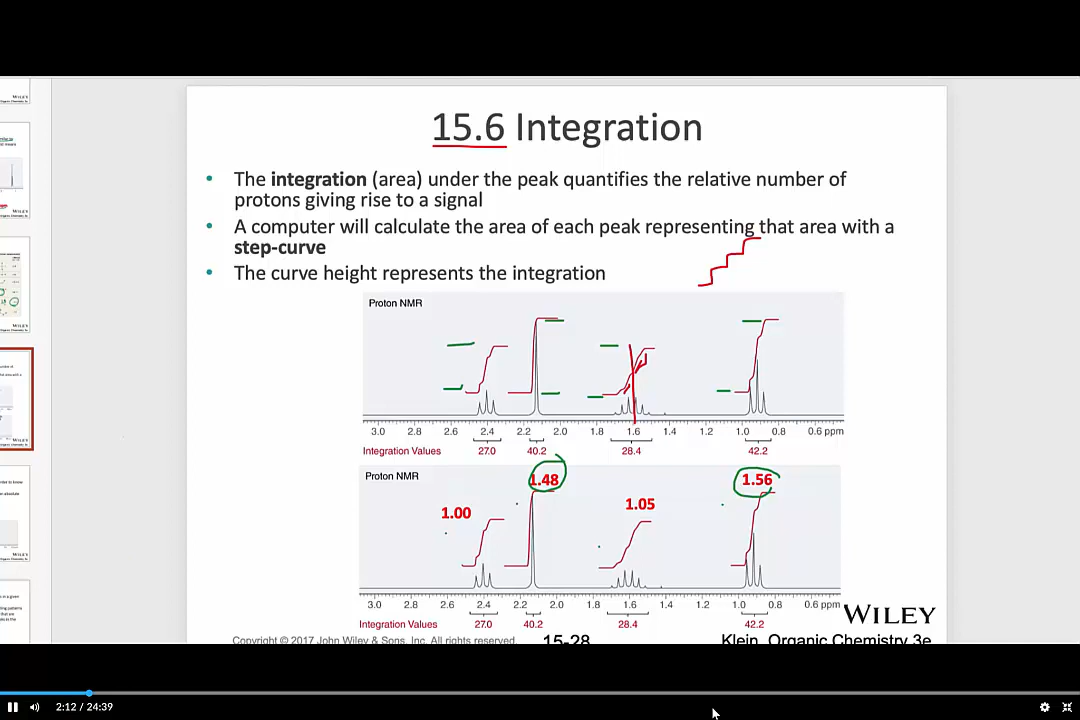 WILEY
15.6 Integration
• The integration (area) under the peak quantifies the relative number of
protons giving rise to a signal
• A computer will calculate the area of each peak representing that area with a
step-curve
• The curve height represents the integration
Proton NMR
3.0 2.8 2.6 2.4 2.2 2.0 1.8 1.6 1.4 1.2 1.0 0.8 0.6 ppm
Integration Values 27.0 40.2 28.4 42.2
Proton NMR
1.48 1.56
1.00 1.05
3.0 2.8 2.6 2.4 2.2 2.0 1.8 1.6 1.4 1.2 1.0 0.8 0.6 ppm
Integration Values 27.0 40.2 28.4 42.2
WILEY
Copyright © 2017 John Wiley & Sons, Inc. All rights reserved. 15-28 Klein, Organic Chemistry 3e
2:12 / 24:39